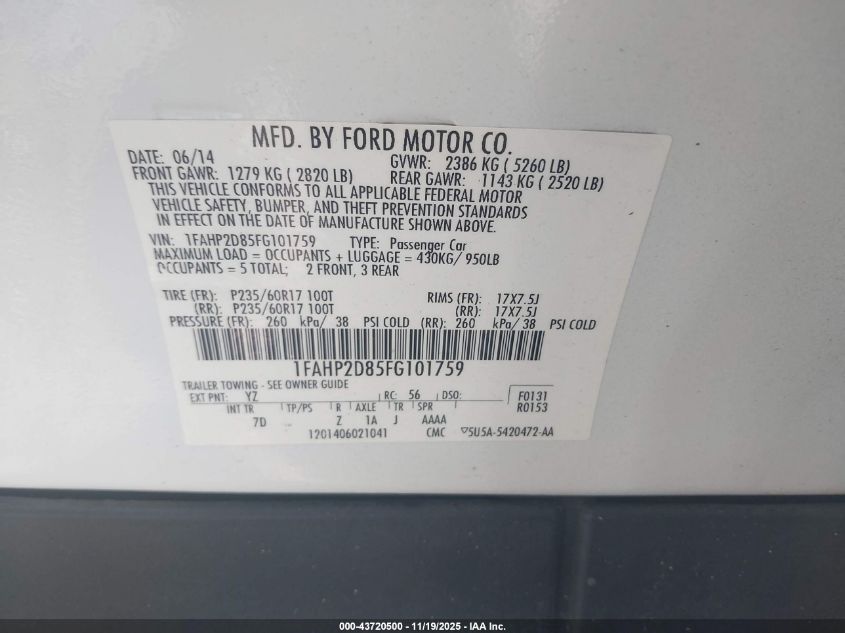 MFD. BY FORD MOTOR CO.
DATE: 06/14 GVWR: 2386 KG ( 5260 LB)
FRONT GAWR: 1279 KG ( 2820 LB) REAR GAWR: 1143 KG ( 2520 LB)
THIS VEHICLE CONFORMS TO ALL APPLICABLE FEDERAL MOTOR
VEHICLE SAFETY, BUMPER, AND THEFT PREVENTION STANDARDS
IN EFFECT ON THE DATE OF MANUFACTURE SHOWN ABOVE.
VIN: 1FAHP2D85FG101759 TYPE: Passenger Car
MAXIMUM LOAD = OCCUPANTS + LUGGAGE = 430KG/ 950LB
OCCUPANTS = 5 TOTAL; 2 FRONT, 3 REAR
TIRE (FR): P235/60R17 100T RIMS (FR): 17X7.5J
(RR): P235/60R17 100T (RR): 17X7.5J
PRESSURE (FR): 260 kPa/ 38 PSI COLD (RR): 260 kPa/ 38 PSI COLD
1FAHP2D85FG101759
TRAILER TOWING - SEE OWNER GUIDE
EXT PNT: YZ RC: 56 DSO: F0131
INT TR TP/PS R AXLE TR SPR R0153
7D Z 1A J AAAA
1201406021041 CMC ▽5U5A-5420472-AA
000-43720500 - 11/19/2025 - IAA Inc.